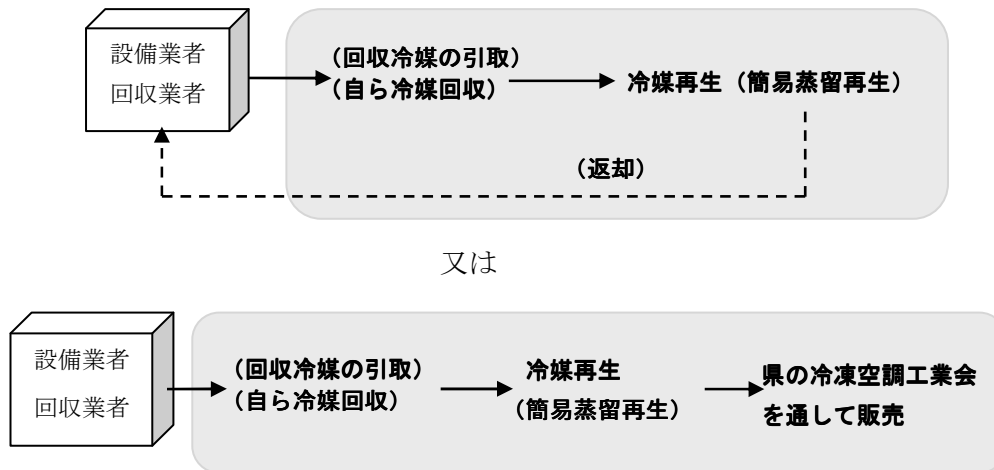 設備業者
回収業者
（回収冷媒の引取）
（自ら冷媒回収）
冷媒再生（簡易蒸留再生）
（返却）
又は
設備業者
回収業者
（回収冷媒の引取）
（自ら冷媒回収）
冷媒再生
（簡易蒸留再生）
県の冷凍空調工業会
を通して販売